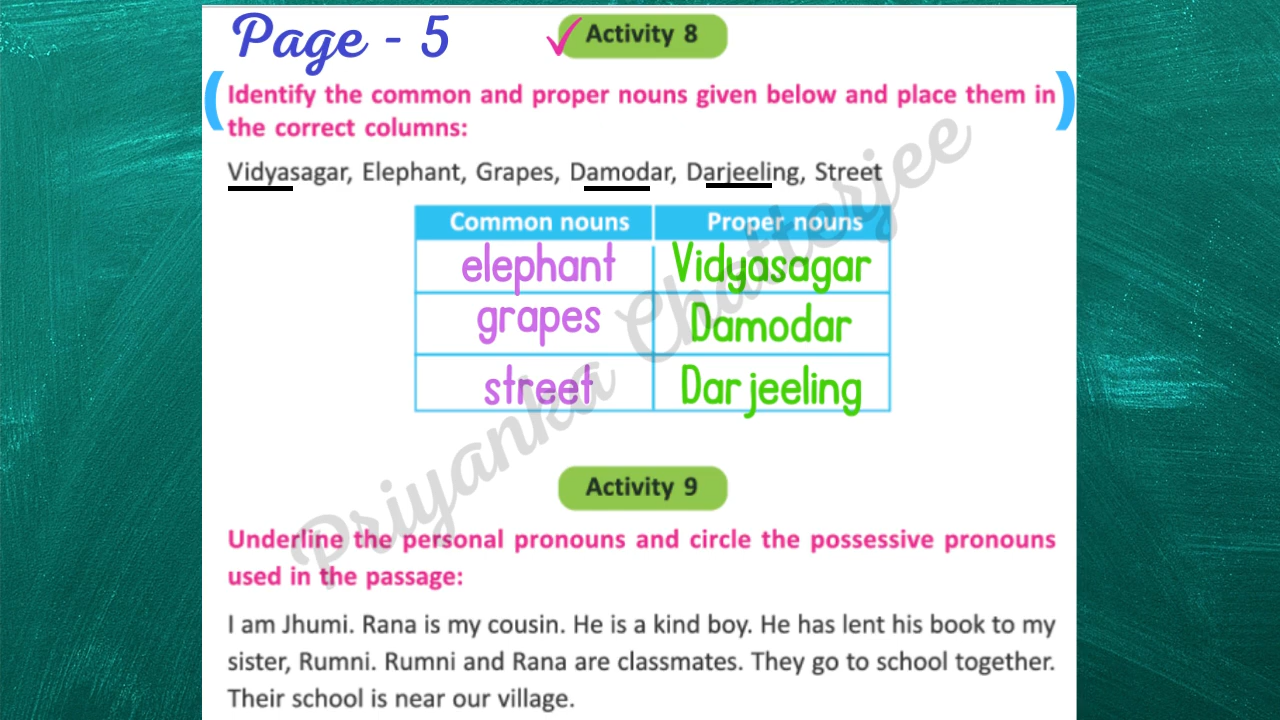 Page - 5
Activity 8
Identify the common and proper nouns given below and place them in
the correct columns:
Vidyasagar, Elephant, Grapes, Damodar, Darjeeling, Street
Common nouns Proper nouns
elephant Vidyasagar
grapes Damodar
street Darjeeling
Priyanka Chatterjee
Activity 9
Underline the personal pronouns and circle the possessive pronouns
used in the passage:
I am Jhumi. Rana is my cousin. He is a kind boy. He has lent his book to my
sister, Rumni. Rumni and Rana are classmates. They go to school together.
Their school is near our village.